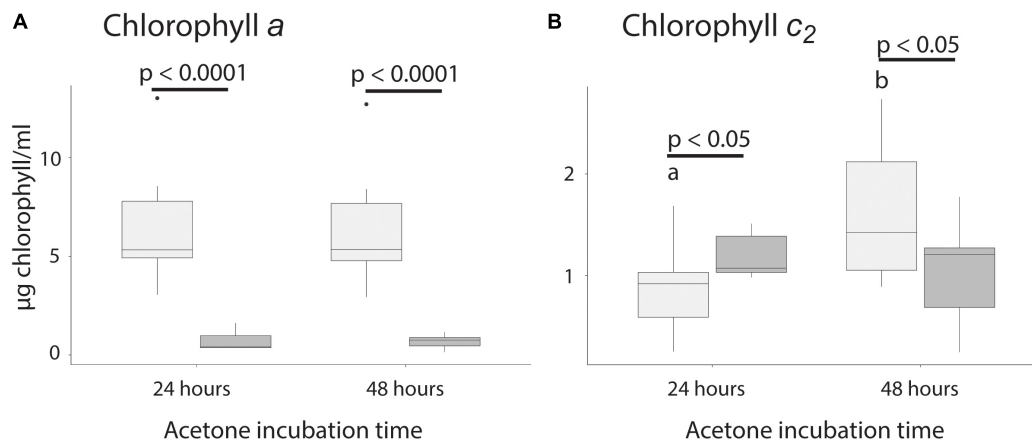 A
Chlorophyll a
p < 0.0001
p < 0.0001
µg chlorophyll/ml
10
5
0
24 hours
48 hours
Acetone incubation time
B
Chlorophyll c2
p < 0.05
b
p < 0.05
a
2
1
24 hours
48 hours
Acetone incubation time